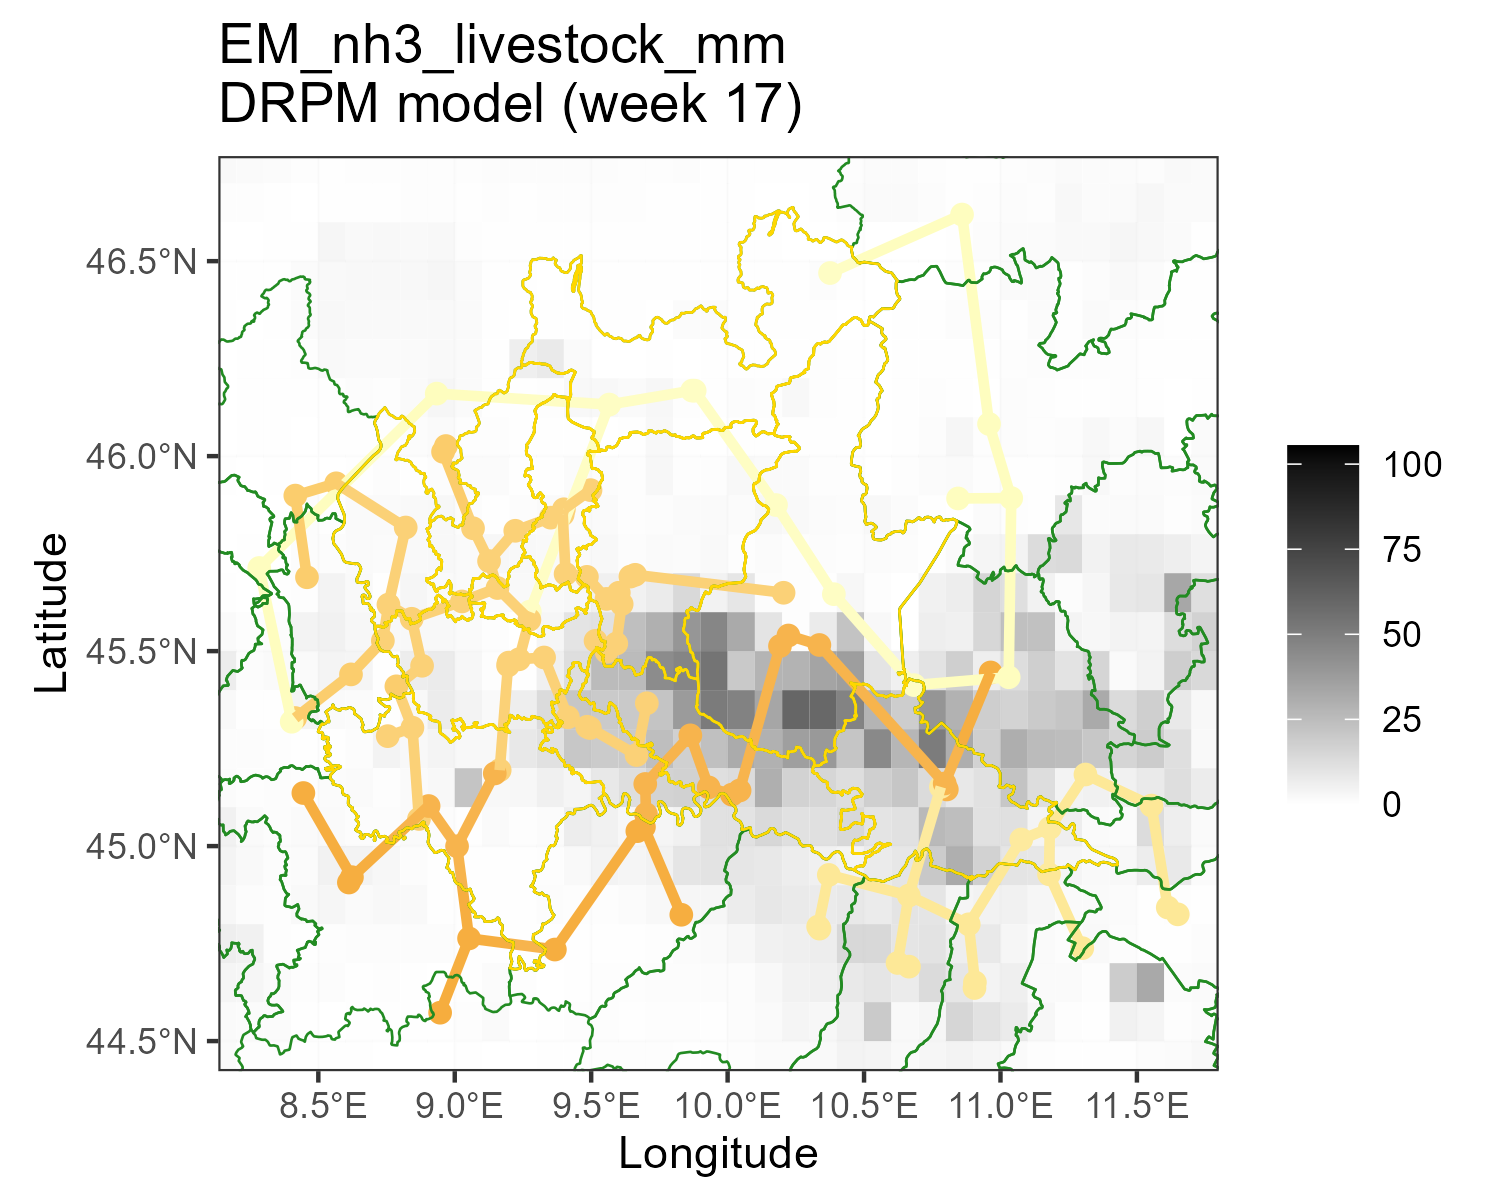 EM_nh3_livestock_mm
DRPM model (week 17)
46.5°N
46.0°N
45.5°N
45.0°N
44.5°N
Latitude
8.5°E 9.0°E 9.5°E 10.0°E 10.5°E 11.0°E 11.5°E
Longitude
100
75
50
25
0